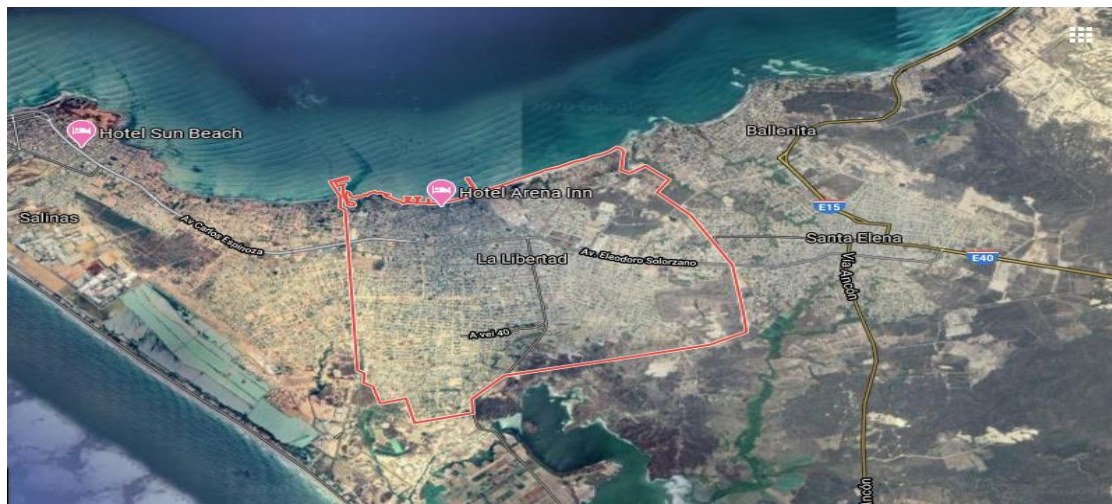 Hotel Sun Beach
Ballenita
Hotel Arena Inn
Salinas
E15
Av Carlos Espinoza
Santa Elena
La Libertad
Av. Eleodoro Solorzano
E40
Vía Ancón
A vei 40